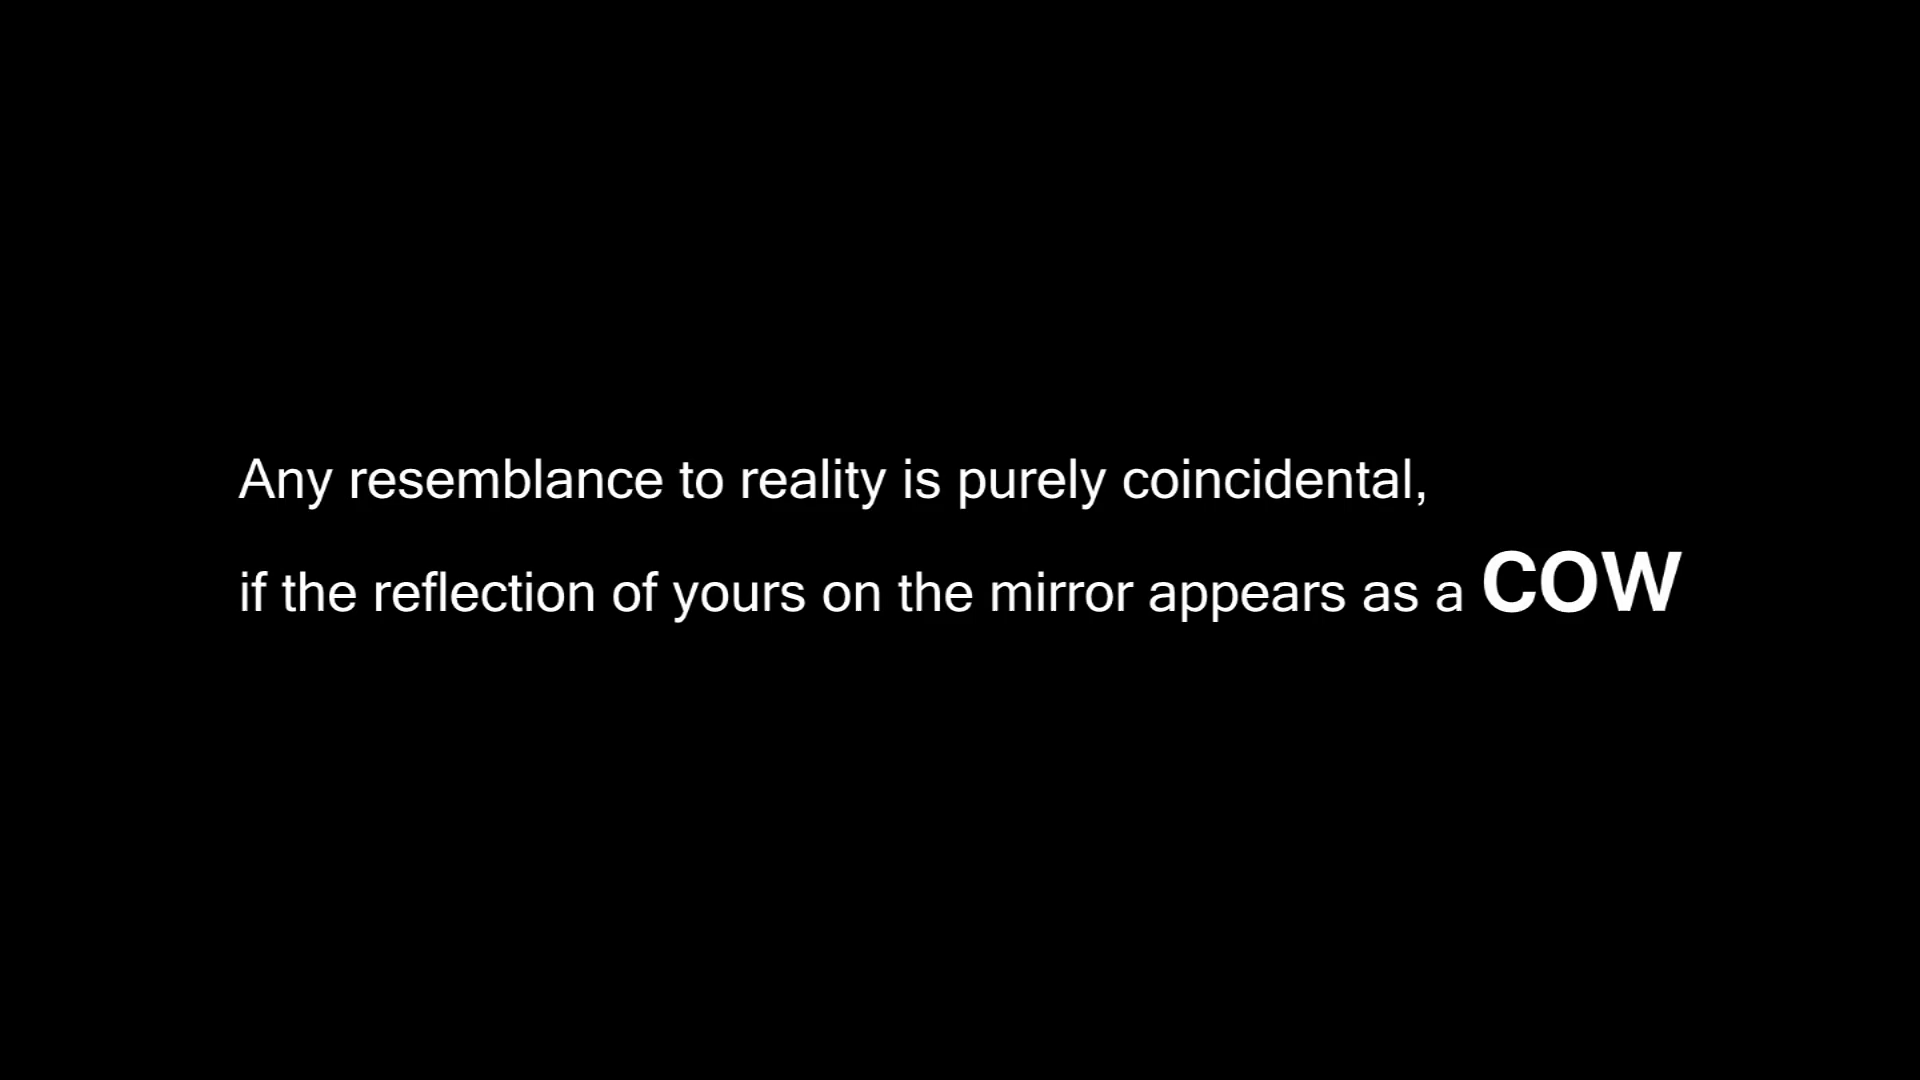 Any resemblance to reality is purely coincidental,
if the reflection of yours on the mirror appears as a COW